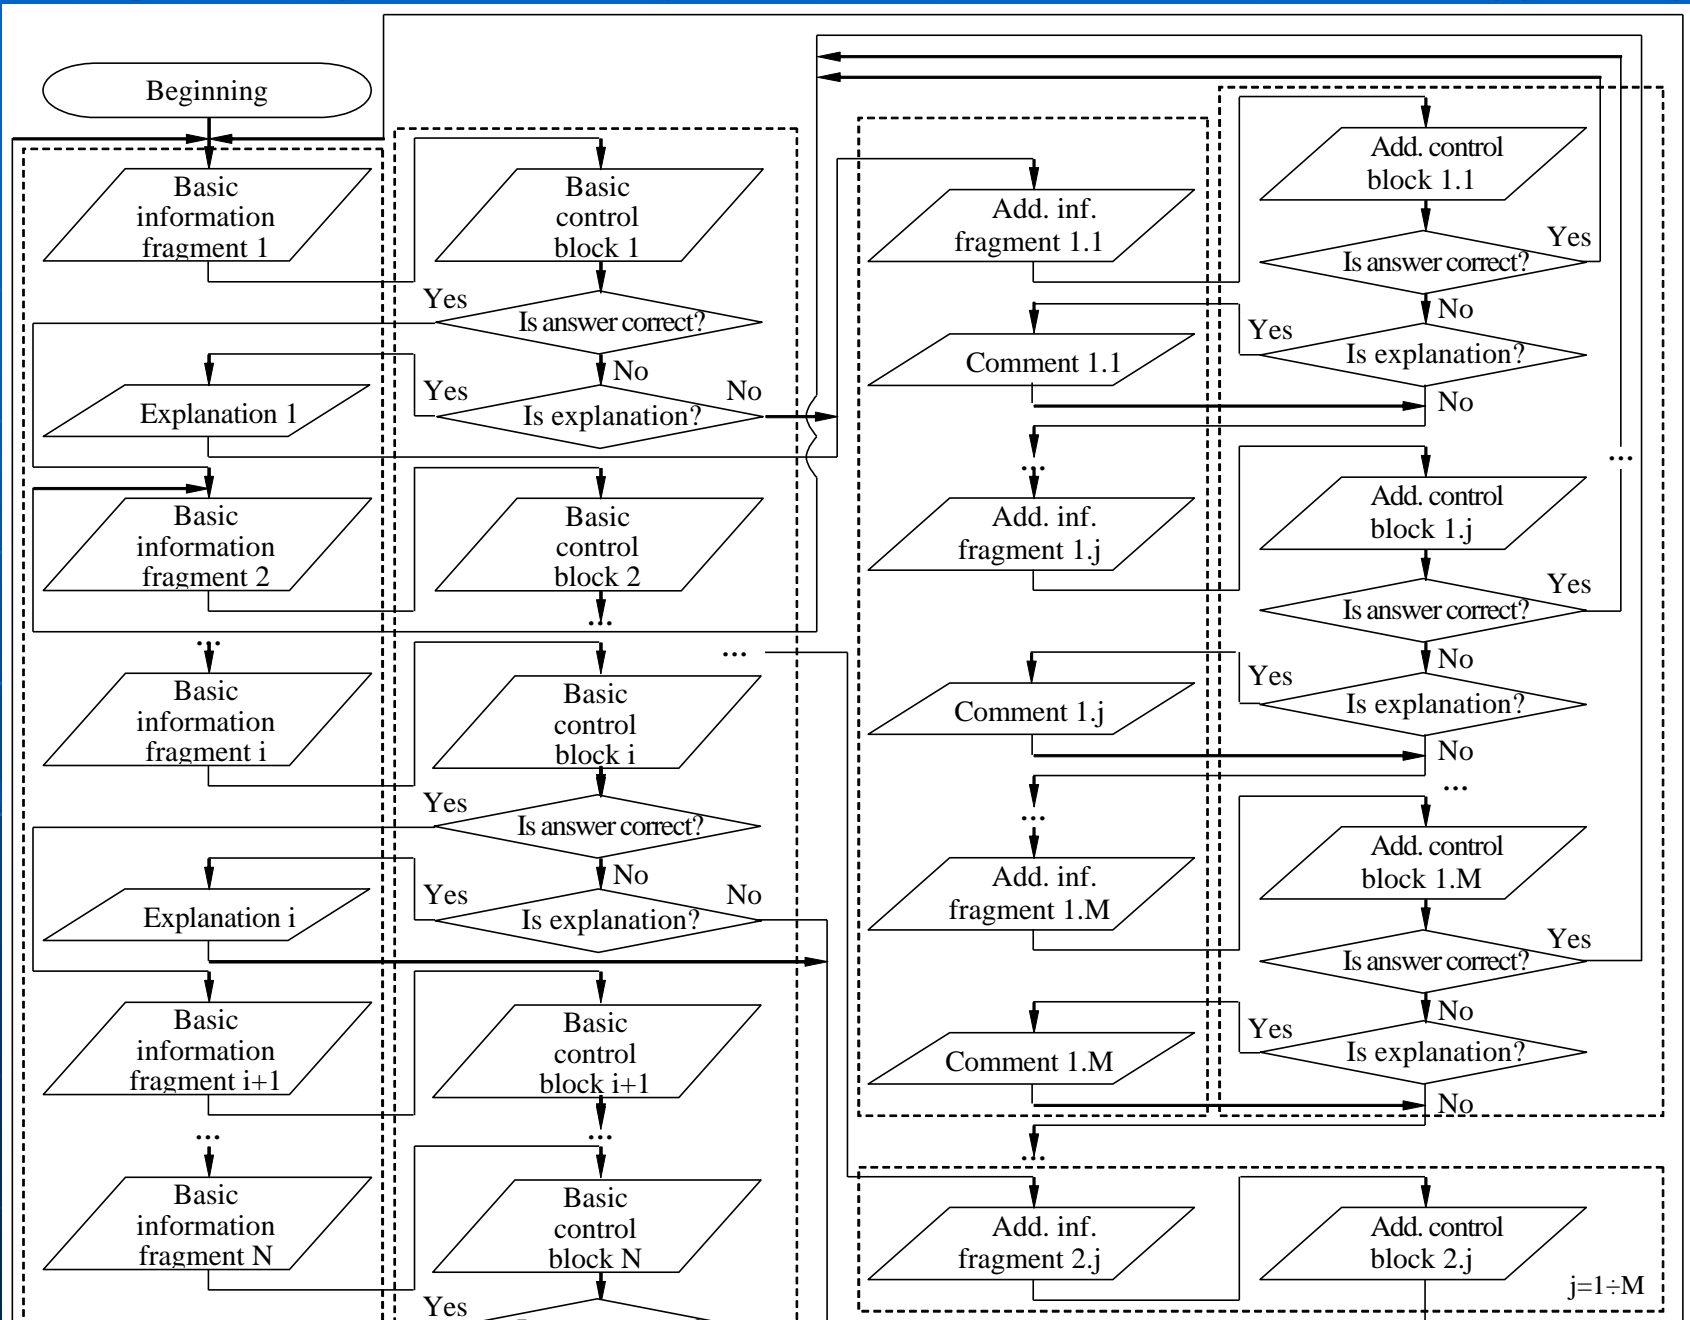 Beginning
Basic
information
fragment 1
Basic
control
block 1
Yes
Is answer correct?
No
Yes
Is explanation?
No
Explanation 1
Basic
information
fragment 2
Basic
control
block 2
...
...
...
Basic
information
fragment i
Basic
control
block i
Yes
Is answer correct?
No
Yes
Is explanation?
No
Explanation i
Basic
information
fragment i+1
Basic
control
block i+1
...
...
Basic
information
fragment N
Basic
control
block N
Yes
Add. inf.
fragment 1.1
Add. control
block 1.1
Yes
Is answer correct?
No
Yes
Is explanation?
Comment 1.1
No
...
...
Add. inf.
fragment 1.j
Add. control
block 1.j
Yes
Is answer correct?
No
Yes
Is explanation?
Comment 1.j
No
...
...
Add. inf.
fragment 1.M
Add. control
block 1.M
Yes
Is answer correct?
No
Yes
Is explanation?
Comment 1.M
No
...
Add. inf.
fragment 2.j
Add. control
block 2.j
j=1÷M